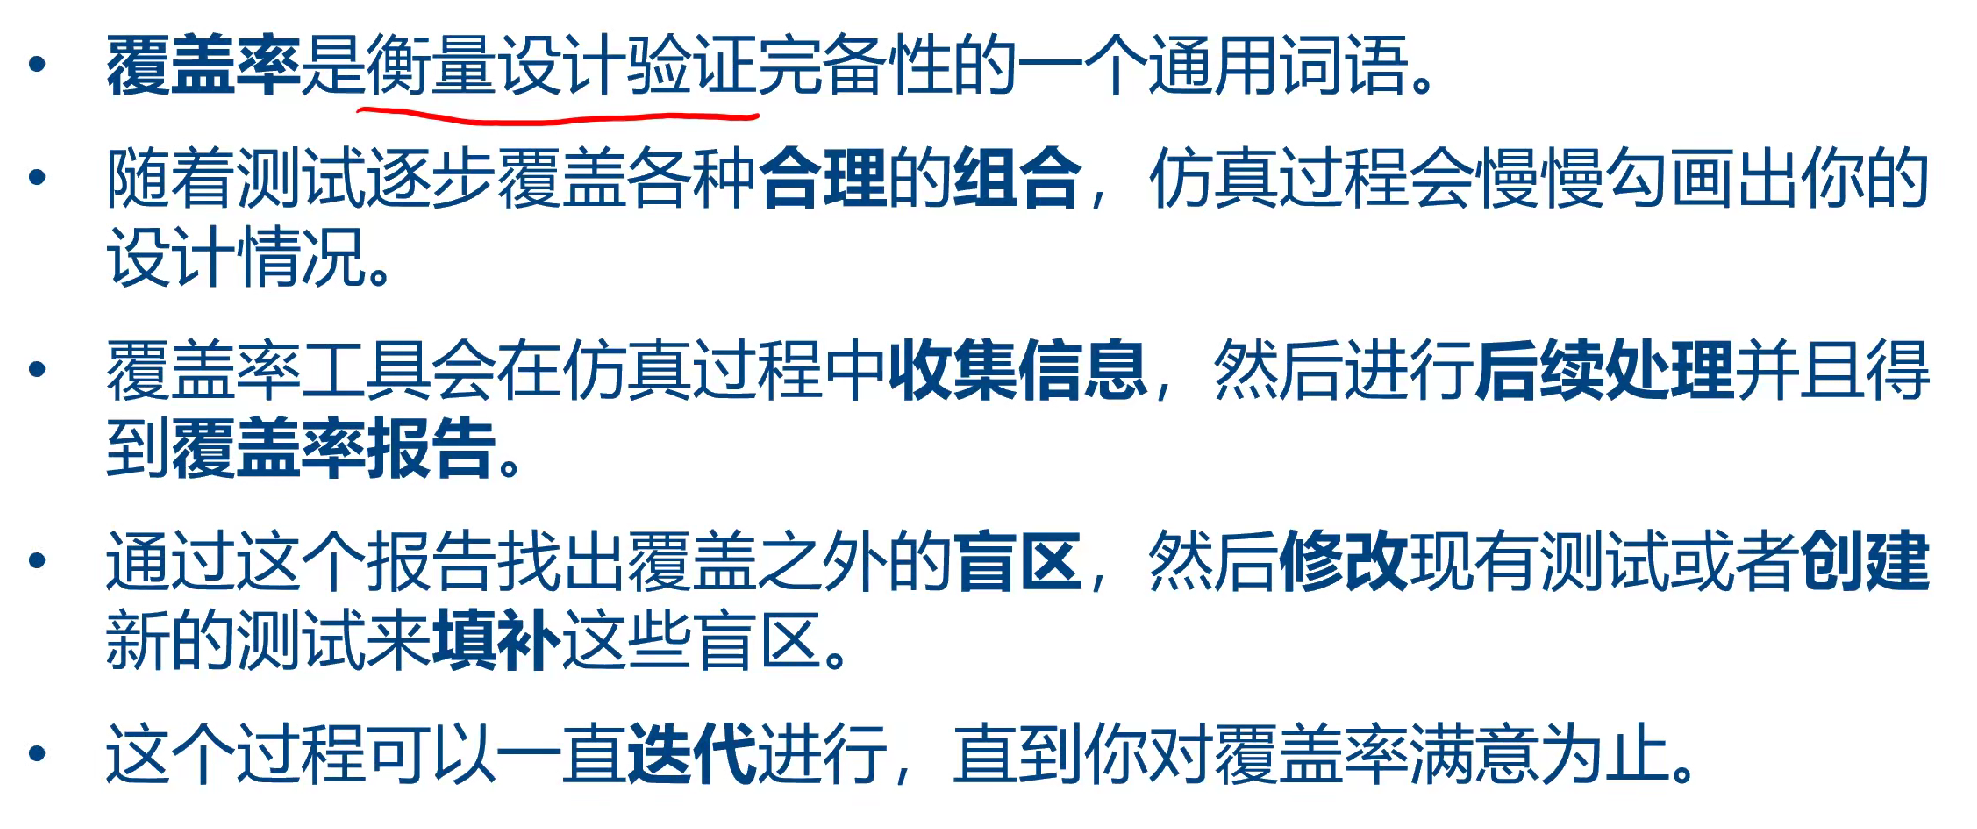 • 覆盖率是衡量设计验证完备性的一个通用词语。
• 随着测试逐步覆盖各种合理的组合，仿真过程会慢慢勾画出你的
设计情况。
• 覆盖率工具会在仿真过程中收集信息，然后进行后续处理并且得
到覆盖率报告。
• 通过这个报告找出覆盖之外的盲区，然后修改现有测试或者创建
新的测试来填补这些盲区。
• 这个过程可以一直迭代进行，直到你对覆盖率满意为止。